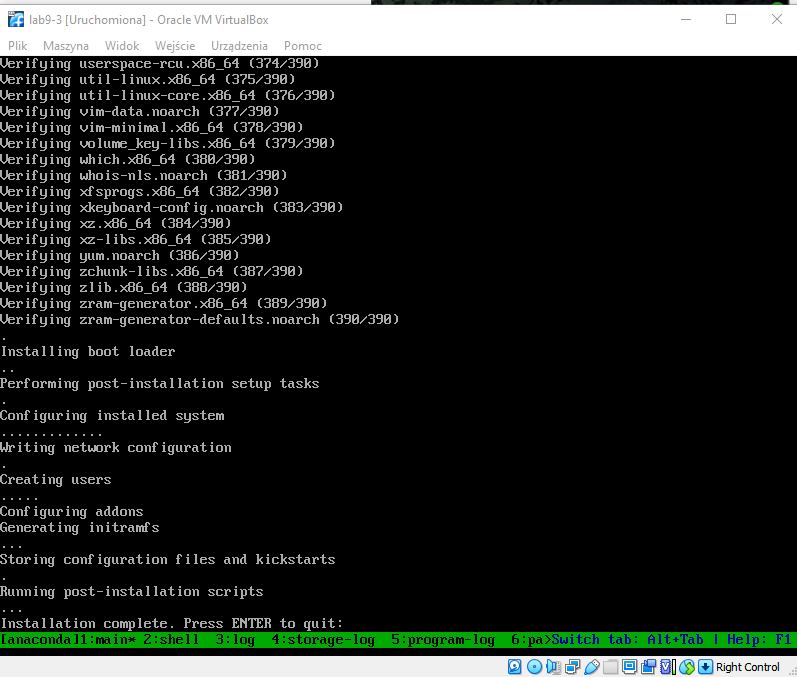 lab9-3 [Uruchomiona] - Oracle VM VirtualBox
Plik Maszyna Widok Wejście Urządzenia Pomoc
Verifying userspace-rcu.x86_64 (374/390)
Verifying util-linux.x86_64 (375/390)
Verifying util-linux-core.x86_64 (376/390)
Verifying vim-data.noarch (377/390)
Verifying vim-minimal.x86_64 (378/390)
Verifying volume_key-libs.x86_64 (379/390)
Verifying which.x86_64 (380/390)
Verifying whois-nls.noarch (381/390)
Verifying xfsprogs.x86_64 (382/390)
Verifying xkeyboard-config.noarch (383/390)
Verifying xz.x86_64 (384/390)
Verifying xz-libs.x86_64 (385/390)
Verifying yum.noarch (386/390)
Verifying zchunk-libs.x86_64 (387/390)
Verifying zlib.x86_64 (388/390)
Verifying zram-generator.x86_64 (389/390)
Verifying zram-generator-defaults.noarch (390/390)
.
Installing boot loader
..
Performing post-installation setup tasks
.
Configuring installed system
.............
Writing network configuration
.
Creating users
.....
Configuring addons
Generating initramfs
...
Storing configuration files and kickstarts
.
Running post-installation scripts
...
Installation complete. Press ENTER to quit:
[anaconda]1:main* 2:shell  3:log  4:storage-log  5:program-log  6:pa>Switch tab: Alt+Tab | Help: F1
Right Control